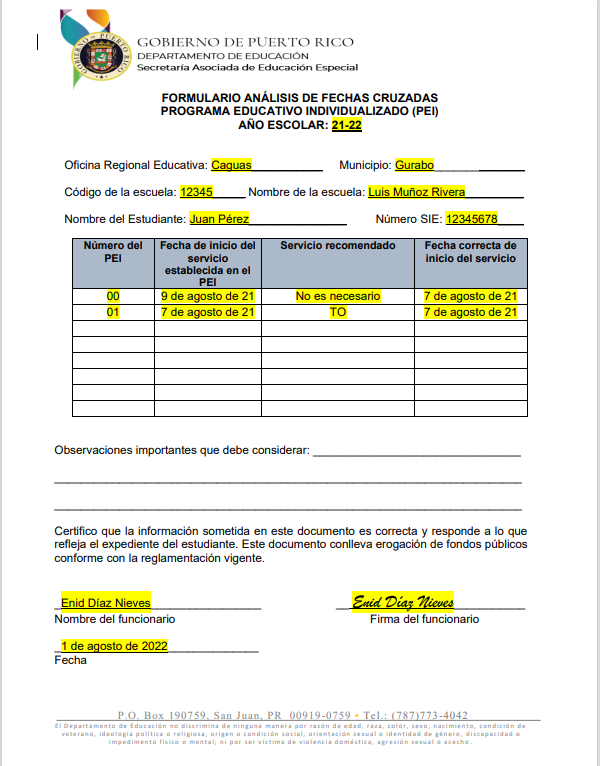 GOBIERNO DE PUERTO RICO
DEPARTAMENTO DE EDUCACIÓN
Secretaría Asociada de Educación Especial
FORMULARIO ANÁLISIS DE FECHAS CRUZADAS
PROGRAMA EDUCATIVO INDIVIDUALIZADO (PEI)
AÑO ESCOLAR: 21-22
Oficina Regional Educativa: Caguas___________ Municipio: Gurabo______________
Código de la escuela: 12345_____ Nombre de la escuela: Luis Muñoz Rivera_________
Nombre del Estudiante: Juan Pérez_______________ Número SIE: 12345678____
Número del PEI | Fecha de inicio del servicio establecida en el PEI | Servicio recomendado | Fecha correcta de inicio del servicio
00 | 9 de agosto de 21 | No es necesario | 7 de agosto de 21
01 | 7 de agosto de 21 | TO | 7 de agosto de 21
Observaciones importantes que debe considerar: ________________________________
Certifico que la información sometida en este documento es correcta y responde a lo que
refleja el expediente del estudiante. Este documento conlleva erogación de fondos públicos
conforme con la reglamentación vigente.
_Enid Díaz Nieves_________________ __Enid Díaz Nieves___________
Nombre del funcionario Firma del funcionario
_1 de agosto de 2022______________
Fecha
P.O. Box 190759, San Juan, PR 00919-0759 • Tel.: (787)773-4042
El Departamento de Educación no discrimina de ninguna manera por razón de edad, raza, color, sexo, nacimiento, condición de
veterano, ideología política o religiosa, origen o condición social, orientación sexual o identidad de género, discapacidad o
impedimento físico o mental; ni por ser víctima de violencia doméstica, agresión sexual o acecho.